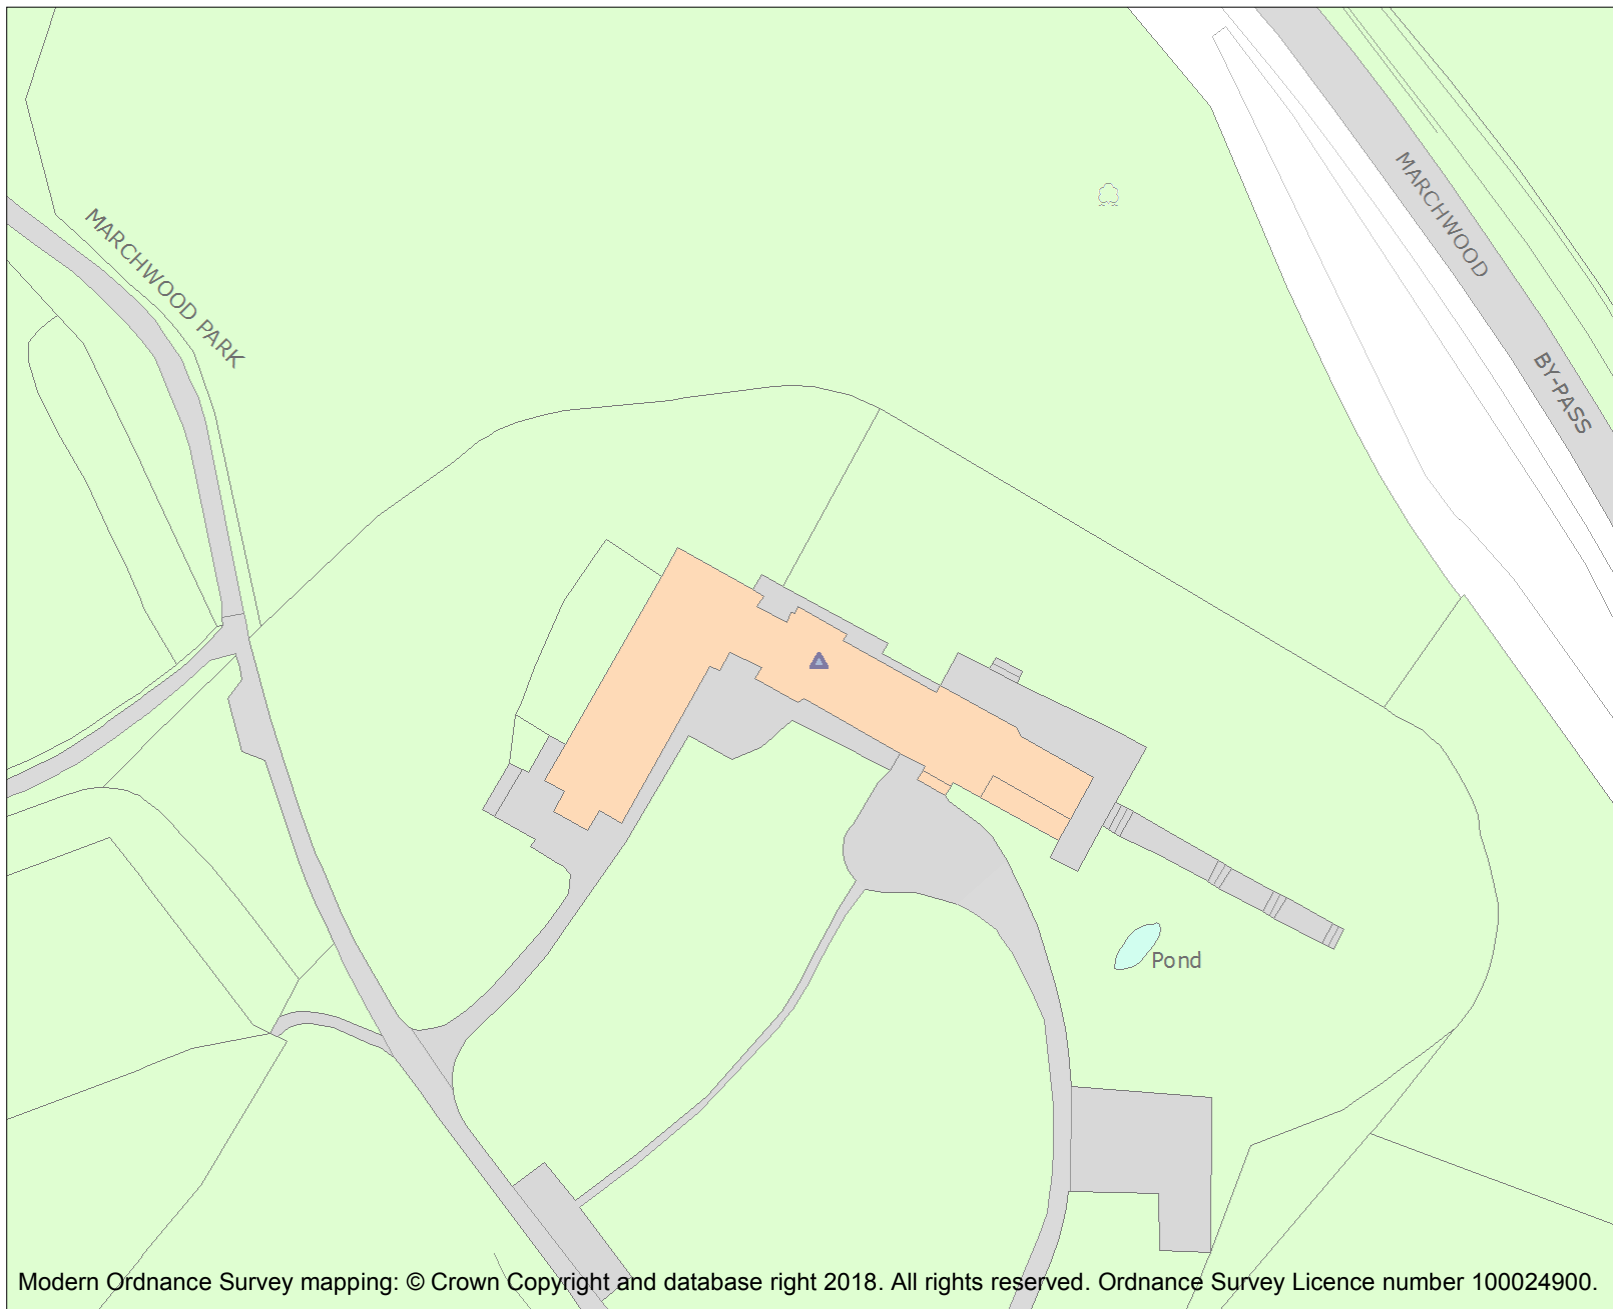 MARCHWOOD
MARCHWOOD PARK
BY-PASS
Pond
Modern Ordnance Survey mapping: © Crown Copyright and database right 2018. All rights reserved. Ordnance Survey Licence number 100024900.